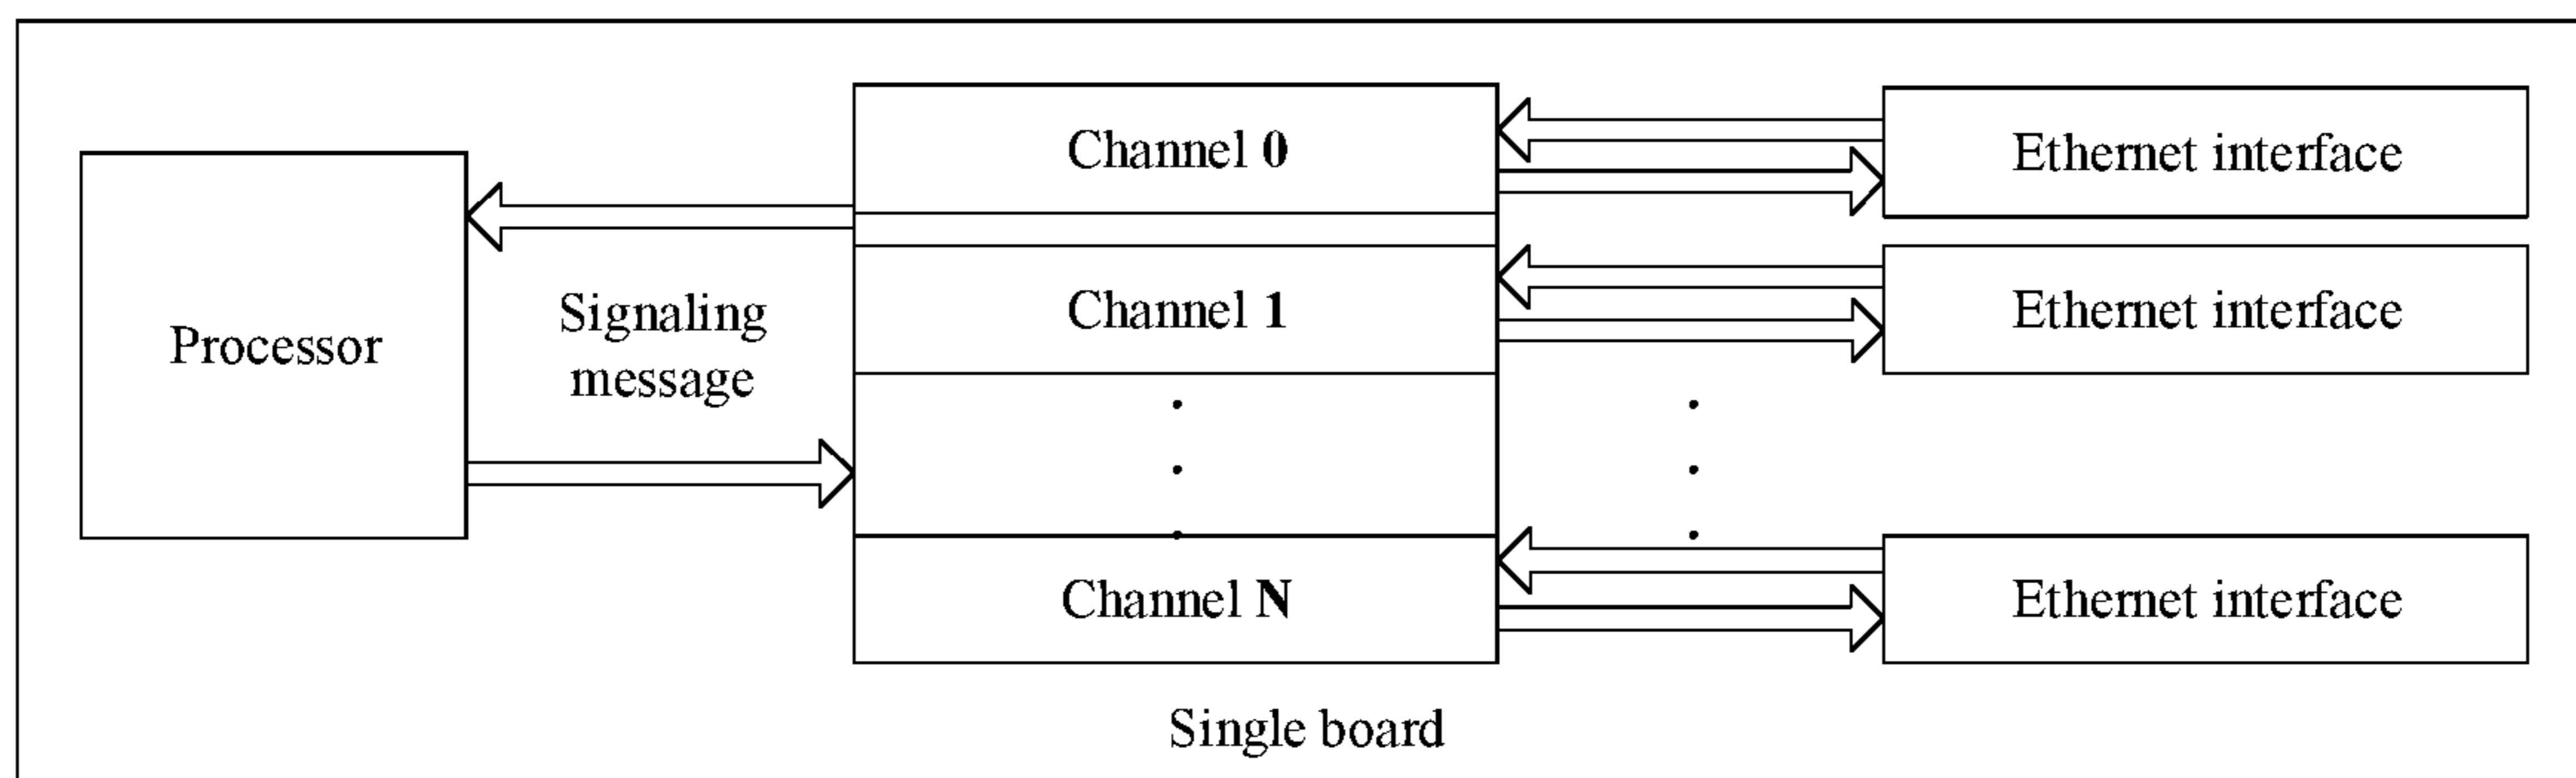 Channel 0
Ethernet interface
Processor
Signaling
message
Channel 1
Ethernet interface
Channel N
Ethernet interface
Single board